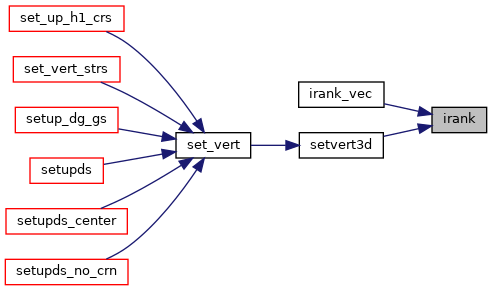 set_up_h1_crs
set_vert_strs
setup_dg_gs
setupds
setupds_center
setupds_no_crn
set_vert
irank_vec
setvert3d
irank